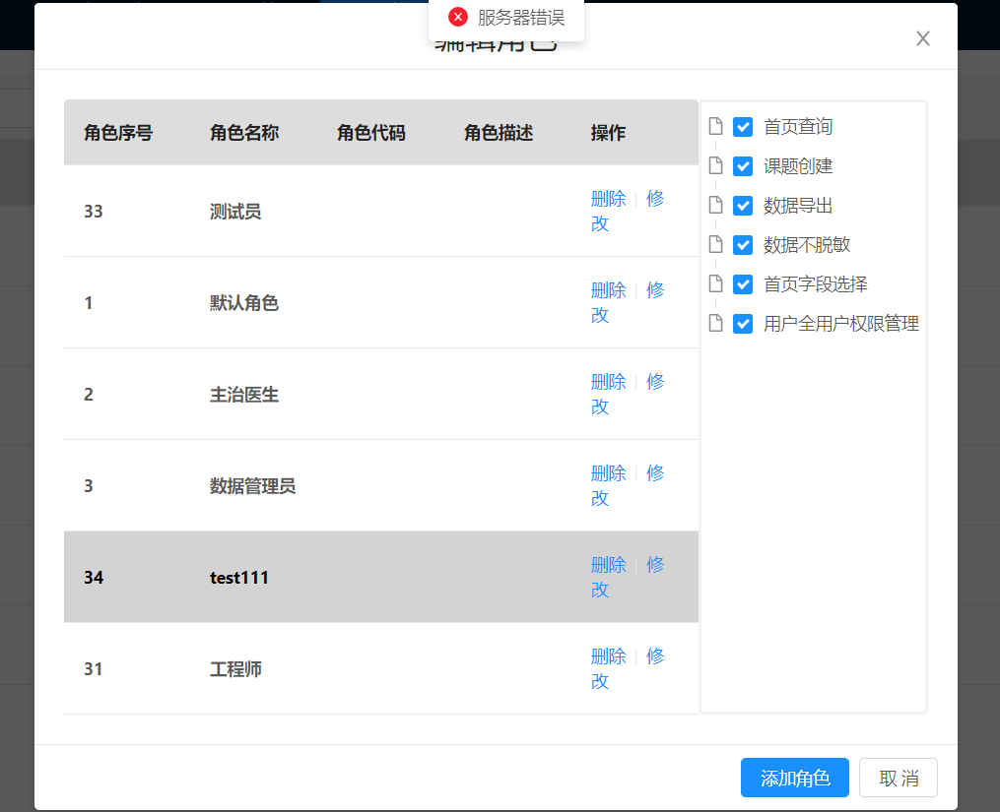 服务器错误
编辑角色
角色序号 角色名称 角色代码 角色描述 操作
33 测试员 删除 修
改
1 默认角色 删除 修
改
2 主治医生 删除 修
改
3 数据管理员 删除 修
改
34 test111 删除 修
改
31 工程师 删除 修
改
首页查询
课题创建
数据导出
数据不脱敏
首页字段选择
用户全用户权限管理
添加角色 取 消